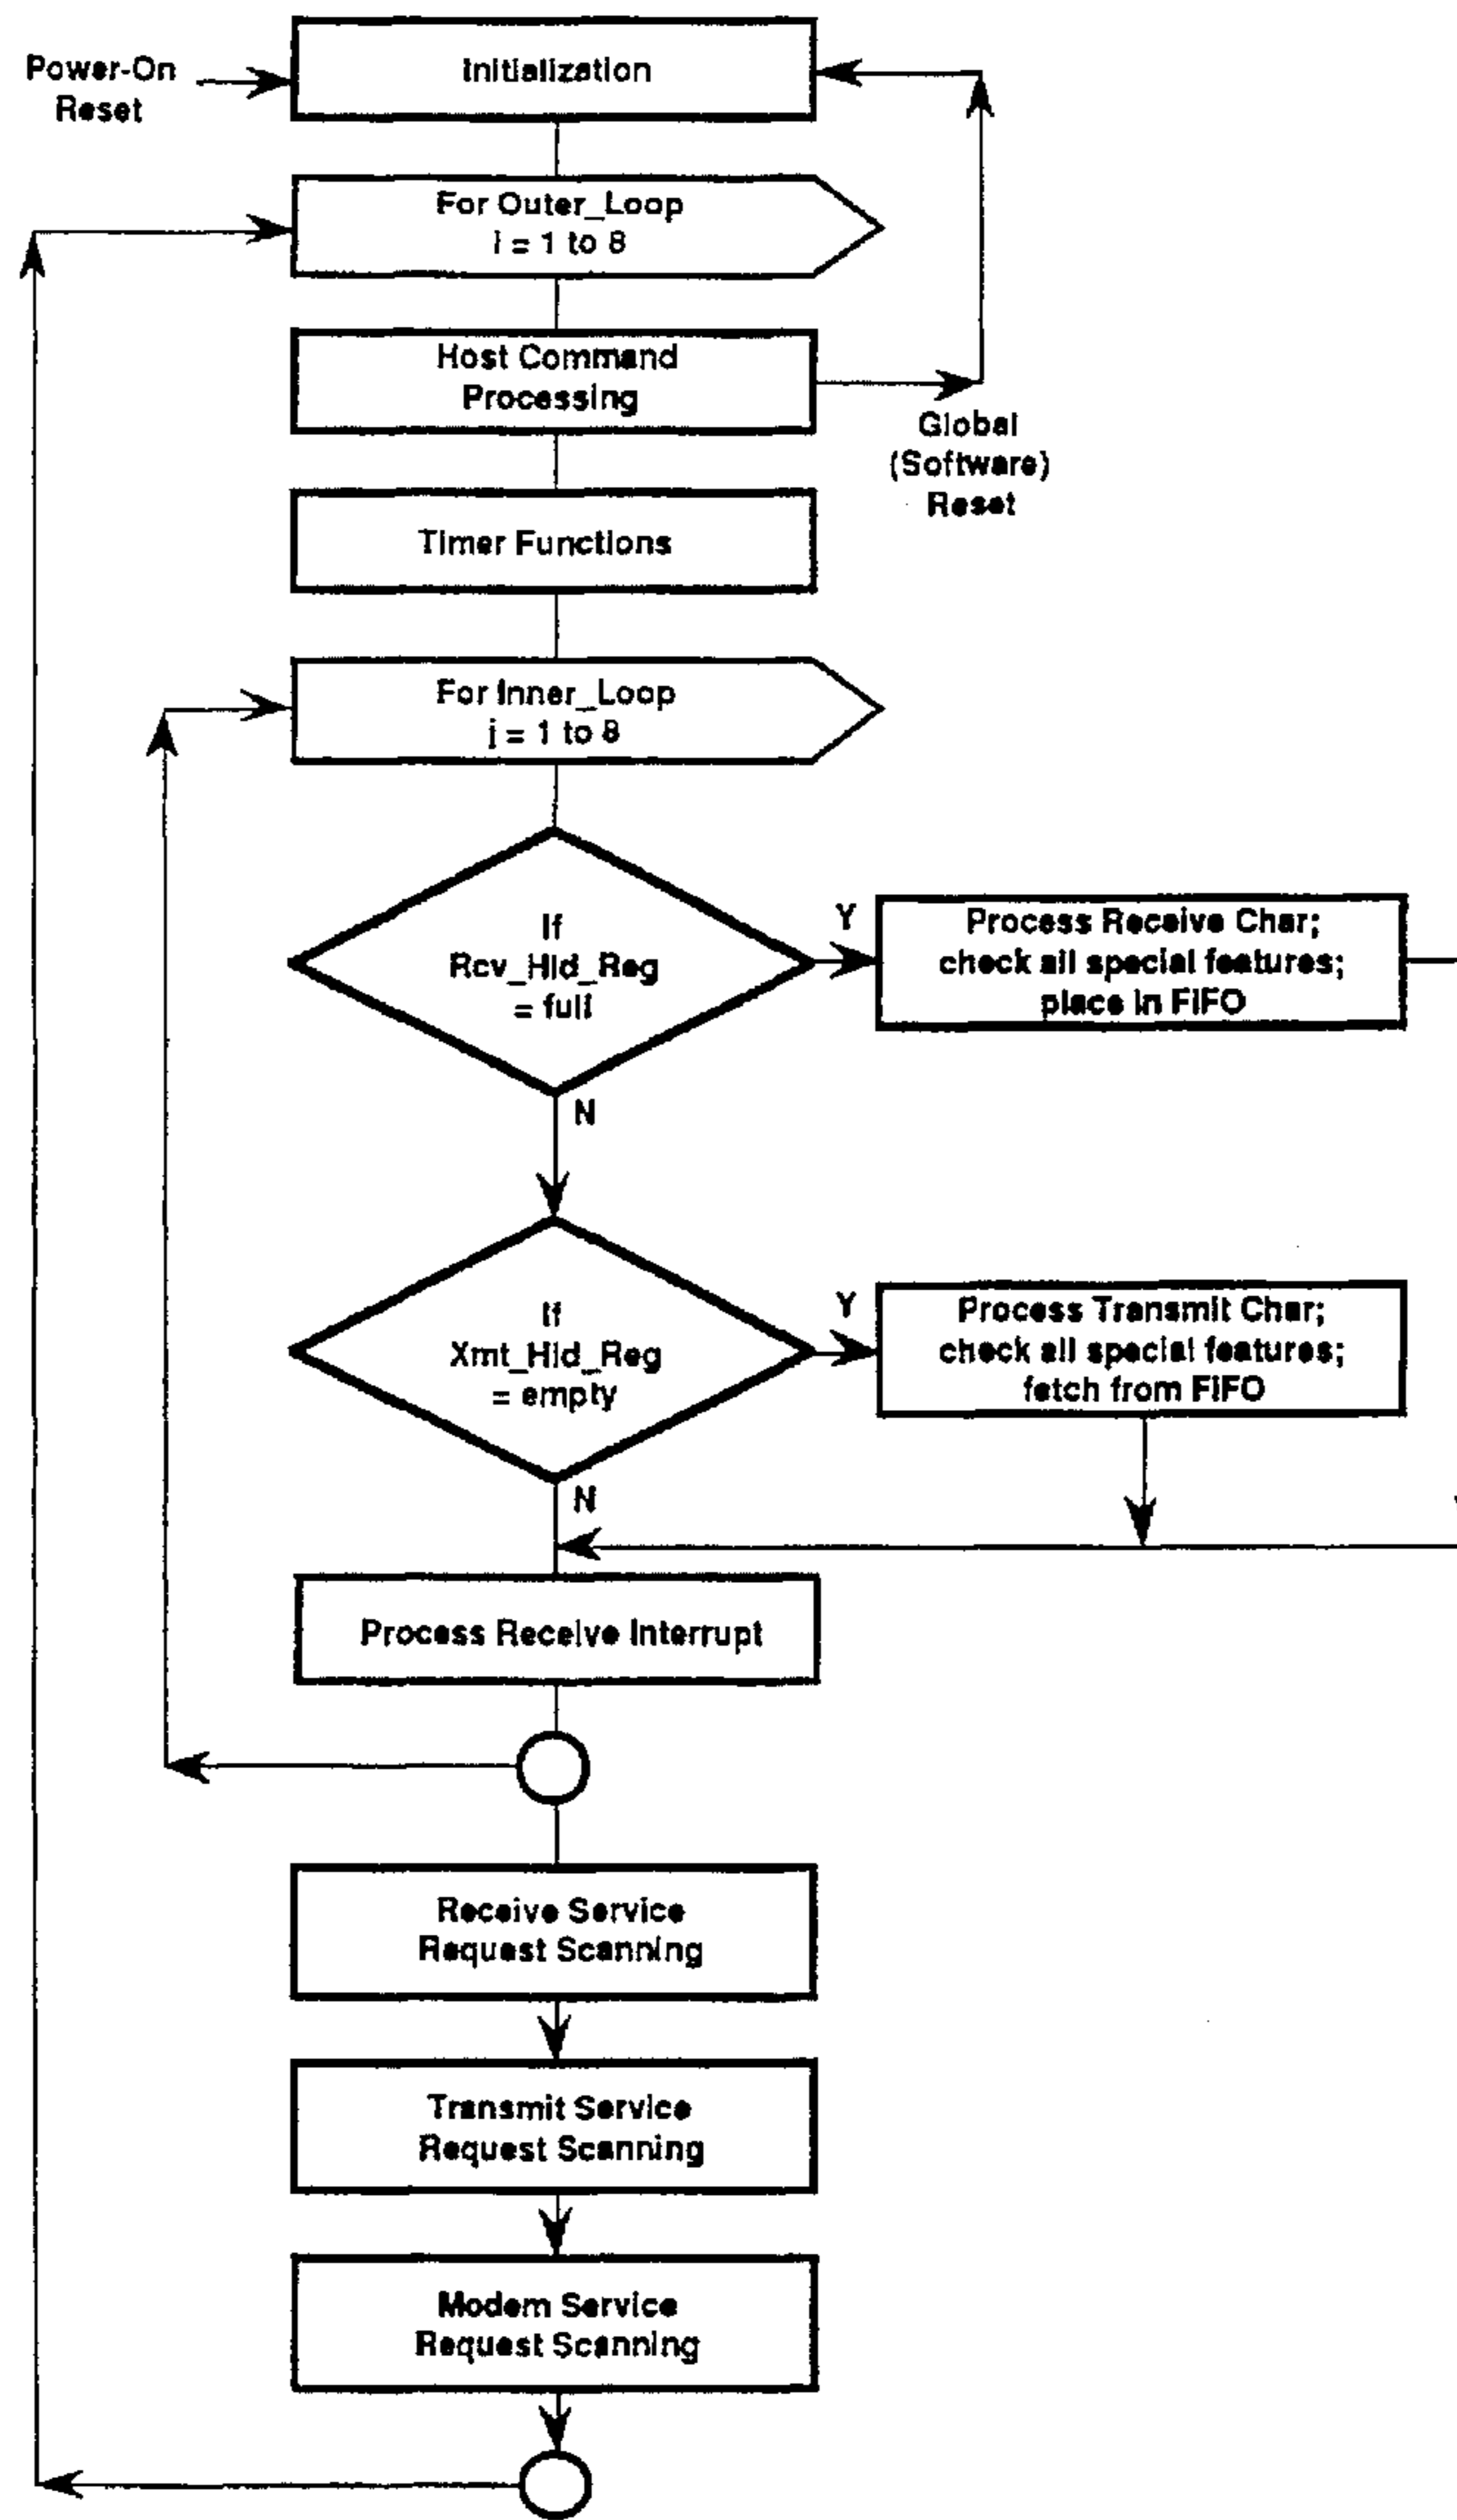 Power-On
Reset
Initialization
For Outer_Loop
i = 1 to 8
Host Command
Processing
Global
(Software)
Reset
Timer Functions
For Inner_Loop
j = 1 to 8
If
Rcv_Hld_Reg
= full
Y
Process Receive Char;
check all special features;
place in FIFO
N
If
Xmt_Hld_Reg
= empty
Y
Process Transmit Char;
check all special features;
fetch from FIFO
N
Process Receive Interrupt
Receive Service
Request Scanning
Transmit Service
Request Scanning
Modem Service
Request Scanning